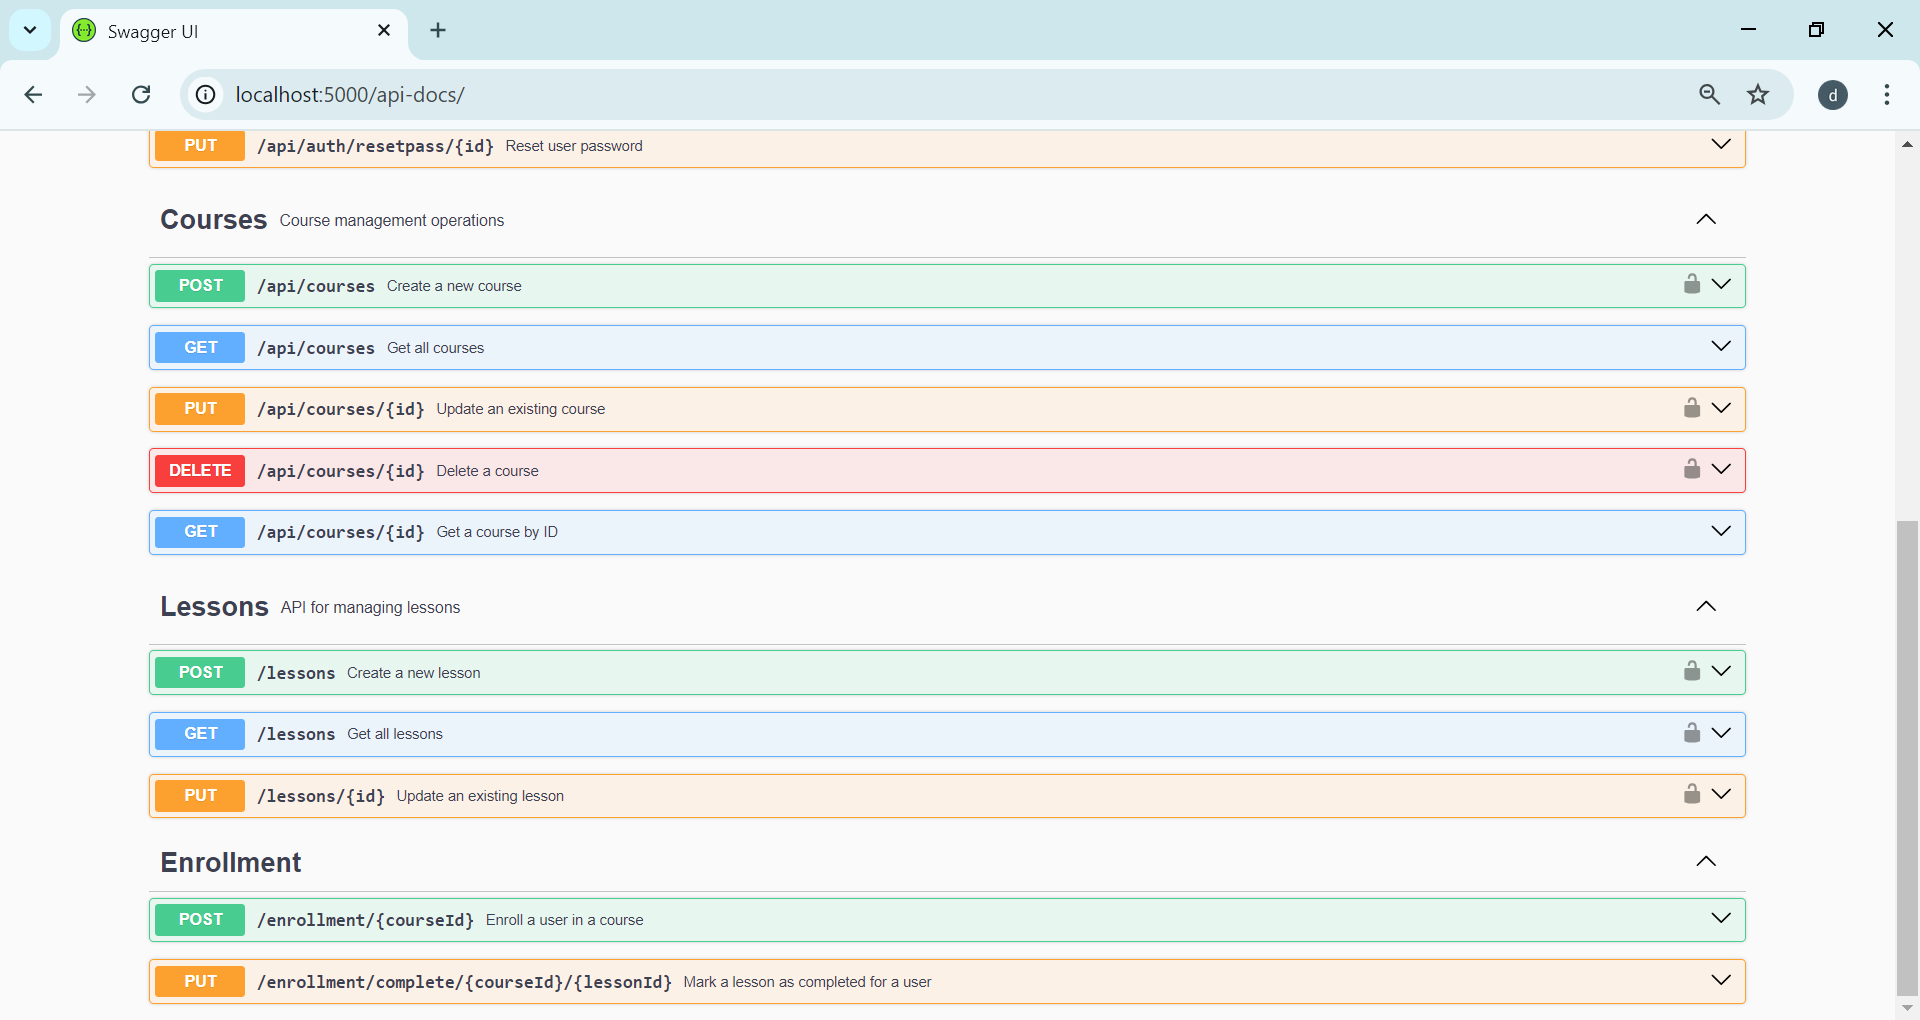 Swagger UI
localhost:5000/api-docs/
d
PUT /api/auth/resetpass/{id} Reset user password
Courses Course management operations
POST /api/courses Create a new course
GET /api/courses Get all courses
PUT /api/courses/{id} Update an existing course
DELETE /api/courses/{id} Delete a course
GET /api/courses/{id} Get a course by ID
Lessons API for managing lessons
POST /lessons Create a new lesson
GET /lessons Get all lessons
PUT /lessons/{id} Update an existing lesson
Enrollment
POST /enrollment/{courseId} Enroll a user in a course
PUT /enrollment/complete/{courseId}/{lessonId} Mark a lesson as completed for a user